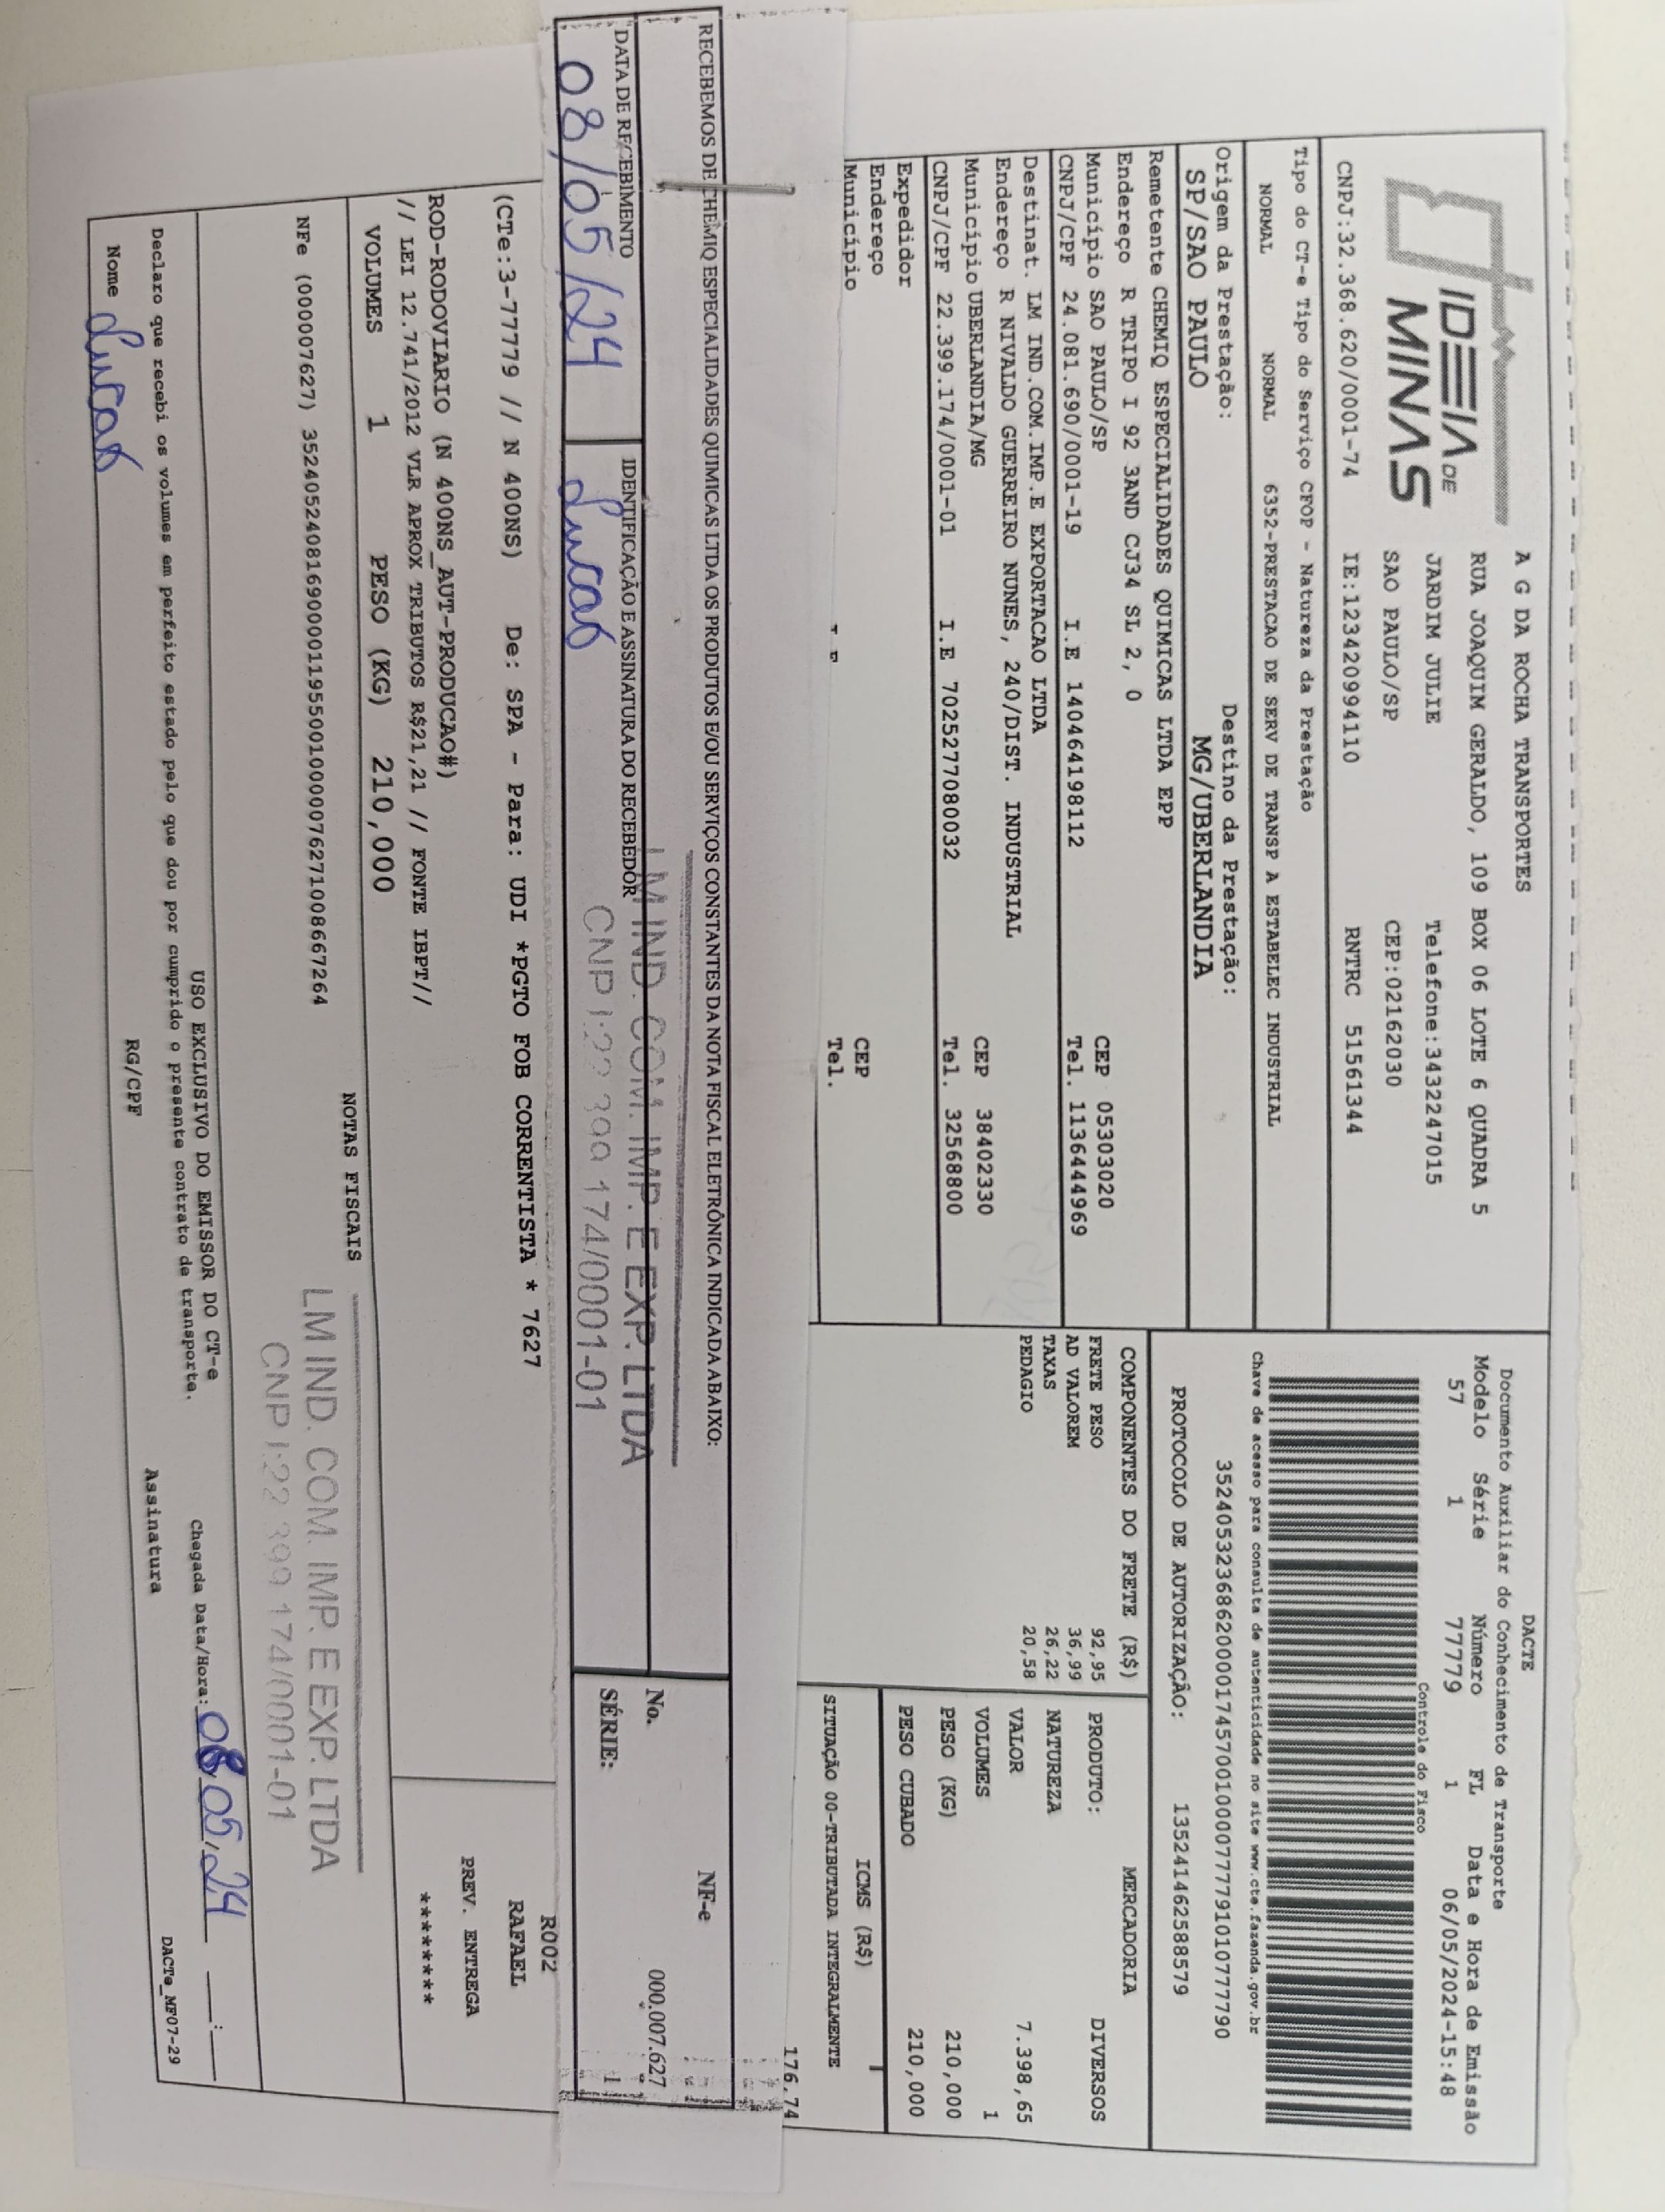 IDEIA DE
MINAS
A G DA ROCHA TRANSPORTES
RUA JOAQUIM GERALDO, 109 BOX 06 LOTE 6 QUADRA 5
JARDIM JULIE Telefone:3432247015
SAO PAULO/SP CEP:02162030
CNPJ:32.368.620/0001-74 IE:123420994110 RNTRC 51561344
Tipo do CT-e Tipo do Serviço CFOP - Natureza da Prestação
NORMAL NORMAL 6352-PRESTACAO DE SERV DE TRANSP A ESTABELEC INDUSTRIAL
Origem da Prestação: Destino da Prestação:
SP/SAO PAULO MG/UBERLANDIA
Remetente CHEMIQ ESPECIALIDADES QUIMICAS LTDA EPP
Endereço R TRIPO I 92 3AND CJ34 SL 2, 0
Município SAO PAULO/SP CEP 05303020
CNPJ/CPF 24.081.690/0001-19 I.E 140464198112 Tel. 1136444969
Destinat. LM IND.COM.IMP.E EXPORTACAO LTDA
Endereço R NIVALDO GUERREIRO NUNES, 240/DIST. INDUSTRIAL
Município UBERLANDIA/MG CEP 38402330
CNPJ/CPF 22.399.174/0001-01 I.E 7025277080032 Tel. 32568800
Expedidor
Endereço
Município CEP
Tel.
DACTE
Documento Auxiliar do Conhecimento de Transporte
Modelo Série Número FL Data e Hora de Emissão
57 1 77779 1 06/05/2024-15:48
Controle do Fisco
Chave de acesso para consulta de autenticidade no site www.cte.fazenda.gov.br
35240532368620000174570010000777791010777790
PROTOCOLO DE AUTORIZAÇÃO: 135241462588579
COMPONENTES DO FRETE (R$)
FRETE PESO 92,95
AD VALOREM 36,99
TAXAS 26,22
PEDAGIO 20,58
MERCADORIA
PRODUTO: DIVERSOS
NATUREZA
VALOR 7.398,65
VOLUMES 1
PESO (KG) 210,000
PESO CUBADO 210,000
ICMS (R$)
SITUAÇÃO 00-TRIBUTADA INTEGRALMENTE
176,74
RECEBEMOS DE CHEMIQ ESPECIALIDADES QUIMICAS LTDA OS PRODUTOS E/OU SERVIÇOS CONSTANTES DA NOTA FISCAL ELETRÔNICA INDICADA ABAIXO:
NF-e
No. 000.007.627
SÉRIE: 1
DATA DE RECEBIMENTO
08/05/24
IDENTIFICAÇÃO E ASSINATURA DO RECEBEDOR
Lucas
LM IND. COM. IMP. E EXP. LTDA
CNPJ:22 399 174/0001-01
(CTe:3-77779 // N 400NS) De: SPA - Para: UDI *PGTO FOB CORRENTISTA * 7627
R002
RAFAEL
ROD-RODOVIARIO (N 400NS_AUT-PRODUCAO#)
// LEI 12.741/2012 VLR APROX TRIBUTOS R$21,21 // FONTE IBPT//
PREV. ENTREGA
********
VOLUMES 1 PESO (KG) 210,000
NOTAS FISCAIS
NFe (000007627) 35240524081690000119550010000076271008667264
LM IND. COM. IMP. E EXP. LTDA
CNPJ:22 399 174/0001-01
USO EXCLUSIVO DO EMISSOR DO CT-e
Declaro que recebi os volumes em perfeito estado pelo que dou por cumprido o presente contrato de transporte.
Chegada Data/Hora: 08/05/24 __:__
Nome Lucas RG/CPF Assinatura
DACTe_MF07-29